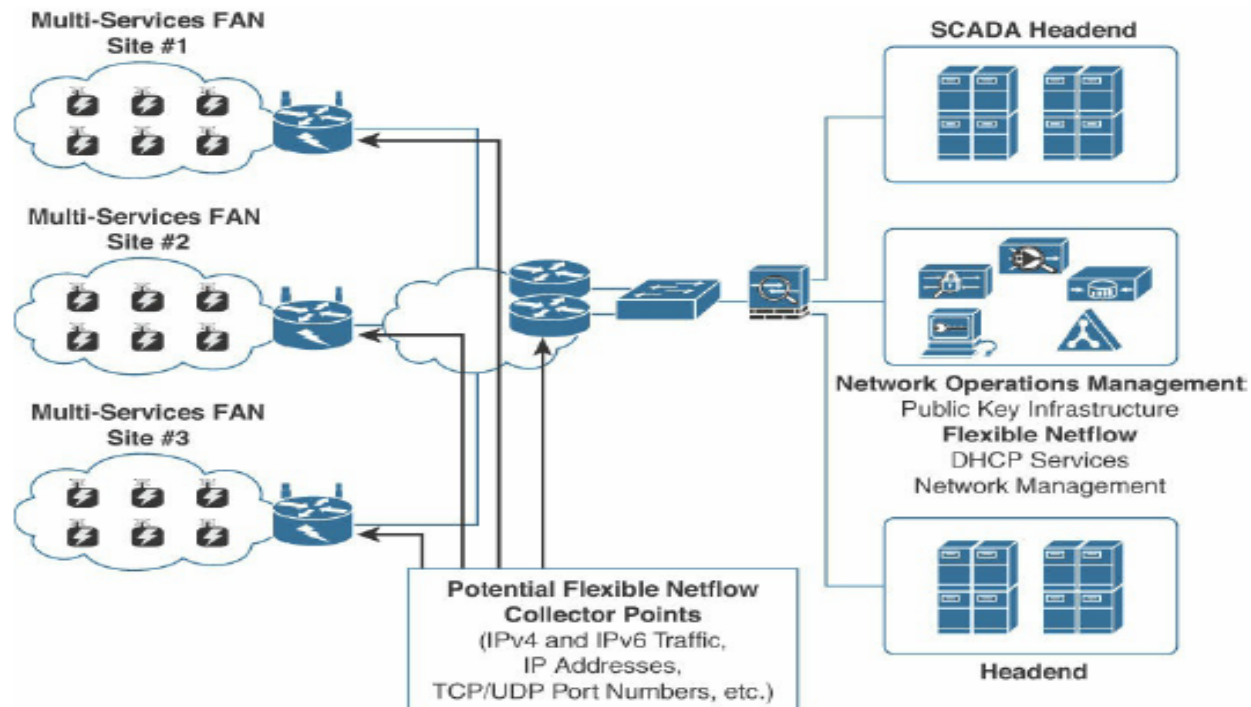 Multi-Services FAN
Site #1
SCADA Headend
Multi-Services FAN
Site #2
Network Operations Management:
Public Key Infrastructure
Flexible Netflow
DHCP Services
Network Management
Multi-Services FAN
Site #3
Potential Flexible Netflow
Collector Points
(IPv4 and IPv6 Traffic,
IP Addresses,
TCP/UDP Port Numbers, etc.)
Headend